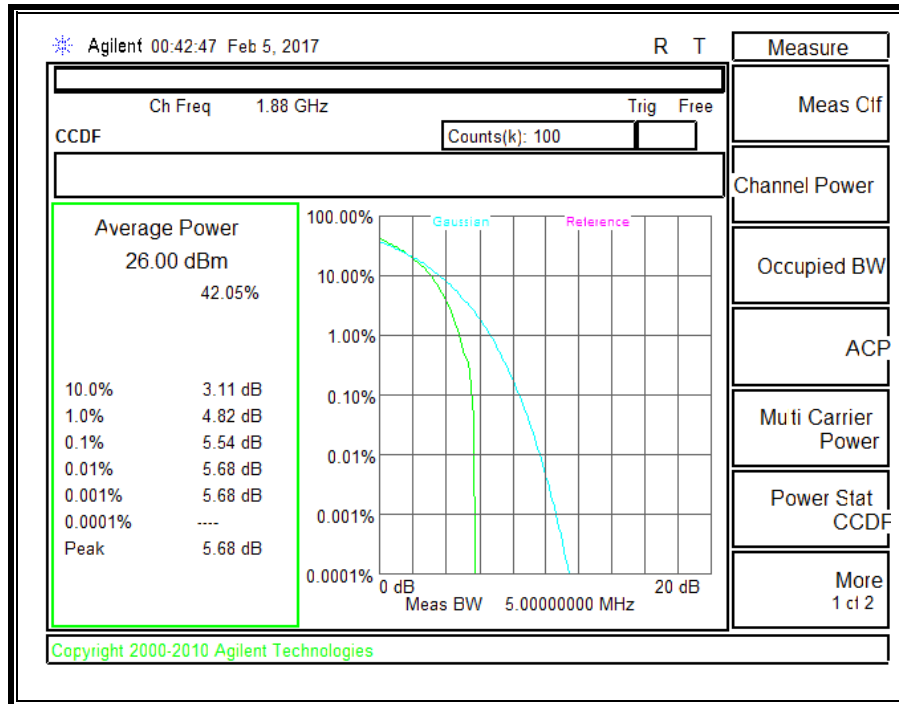 Agilent 00:42:47 Feb 5, 2017 R T
Ch Freq 1.88 GHz Trig Free
CCDF Counts(k): 100
Average Power
26.00 dBm
42.05%
10.0% 3.11 dB
1.0% 4.82 dB
0.1% 5.54 dB
0.01% 5.68 dB
0.001% 5.68 dB
0.0001% ----
Peak 5.68 dB
Gaussian Reference
100.00%
10.00%
1.00%
0.10%
0.01%
0.001%
0.0001%
0 dB 20 dB
Meas BW 5.00000000 MHz
Measure
Meas Off
Channel Power
Occupied BW
ACP
Multi Carrier
Power
Power Stat
CCDF
More
1 of 2
Copyright 2000-2010 Agilent Technologies